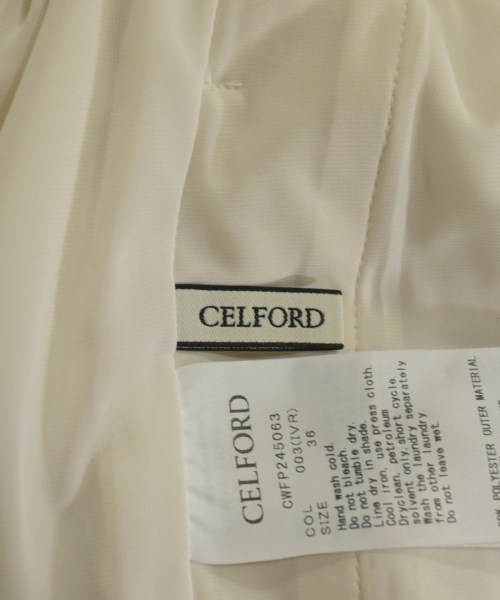 CELFORD
CELFORD
CWFP245063
COL 003(IVR)
SIZE 36
Hand wash cold.
Do not bleach.
Do not tumble dry.
Line dry in shade.
Cool iron, use press cloth.
Dryclean, petroleum
solvent only, short cycle.
Wash the laundry separately
from other laundry.
Do not leave wet.
POLYESTER OUTER MATERIAL